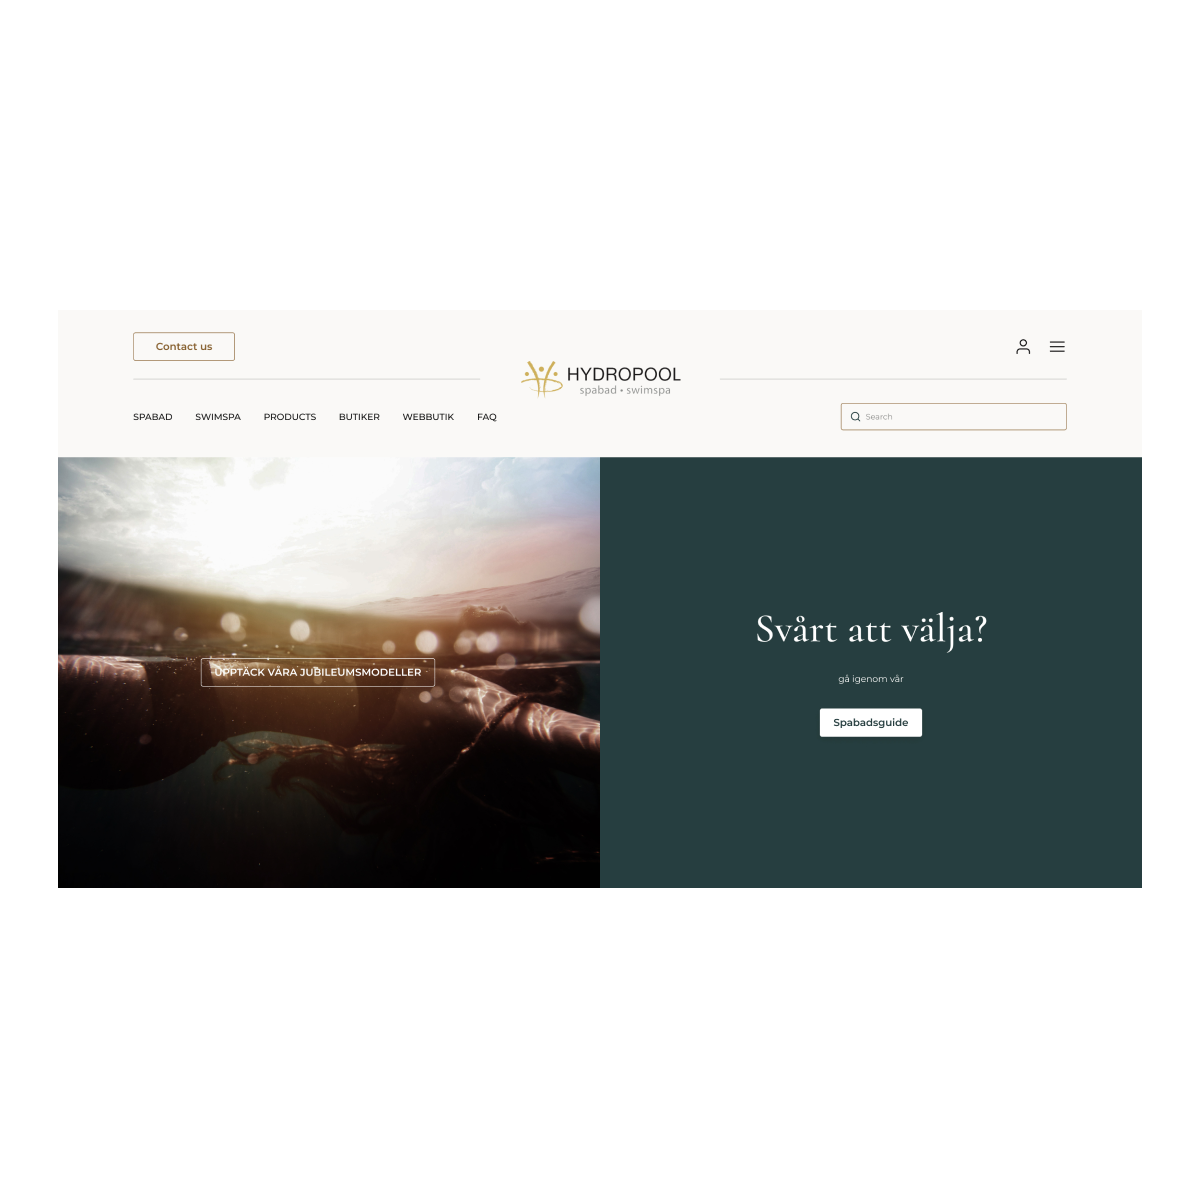 Contact us
HYDROPOOL
spabad • swimspa
SPABAD SWIMSPA PRODUCTS BUTIKER WEBBUTIK FAQ
Search
UPPTÄCK VÅRA JUBILEUMSMODELLER
Svårt att välja?
gå igenom vår
Spabadsguide